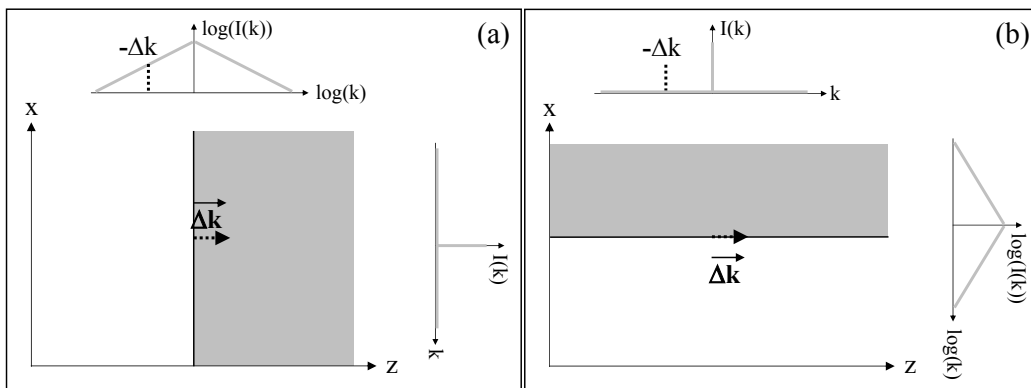 (a)
log(I(k))
-Δk
log(k)
x
Δk
I(k)
k
z
(b)
I(k)
-Δk
k
x
Δk
log(I(k))
log(k)
z